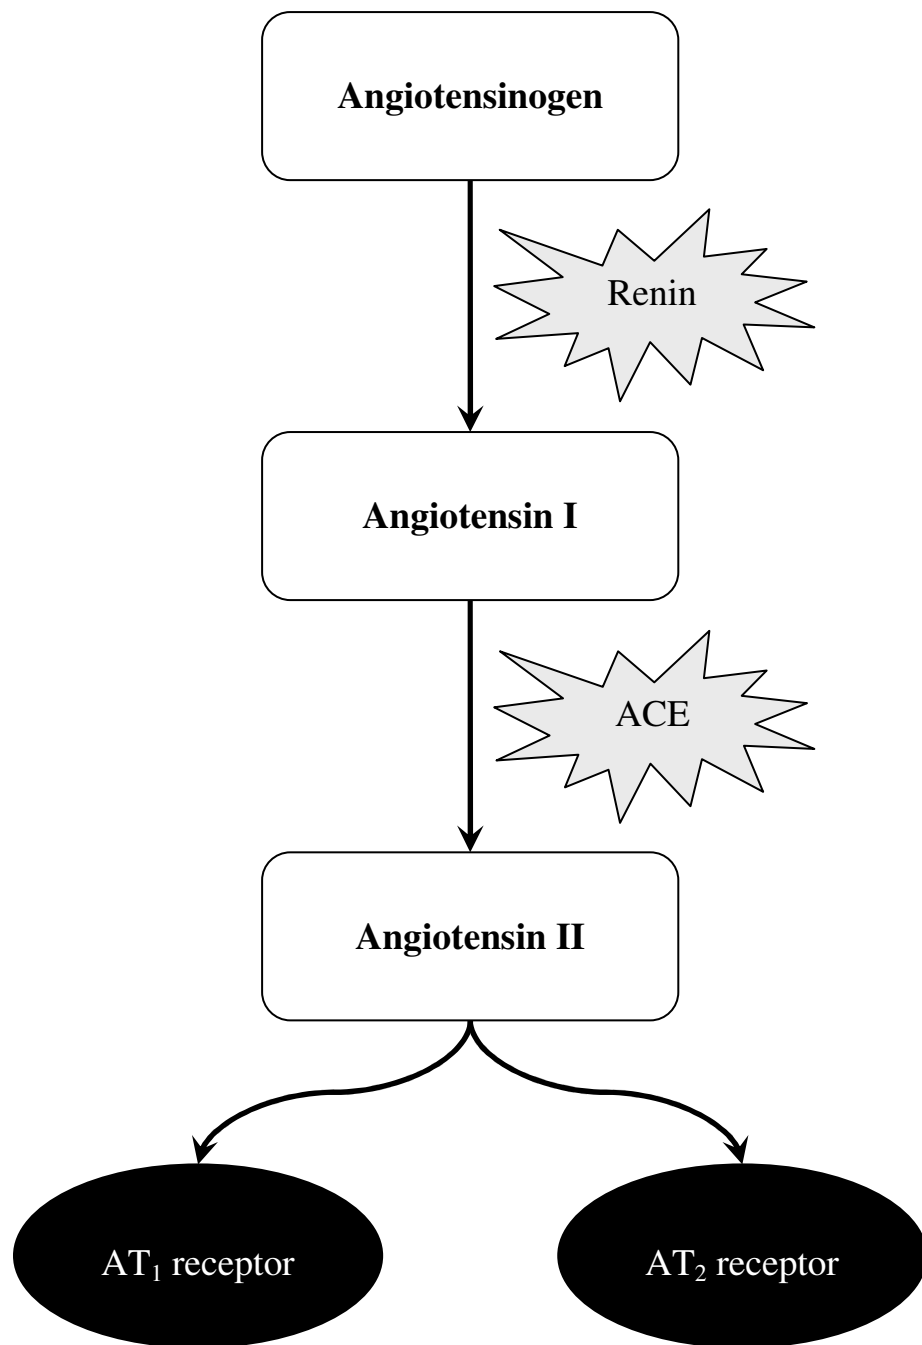 Angiotensinogen
Renin
Angiotensin I
ACE
Angiotensin II
AT₁ receptor
AT₂ receptor